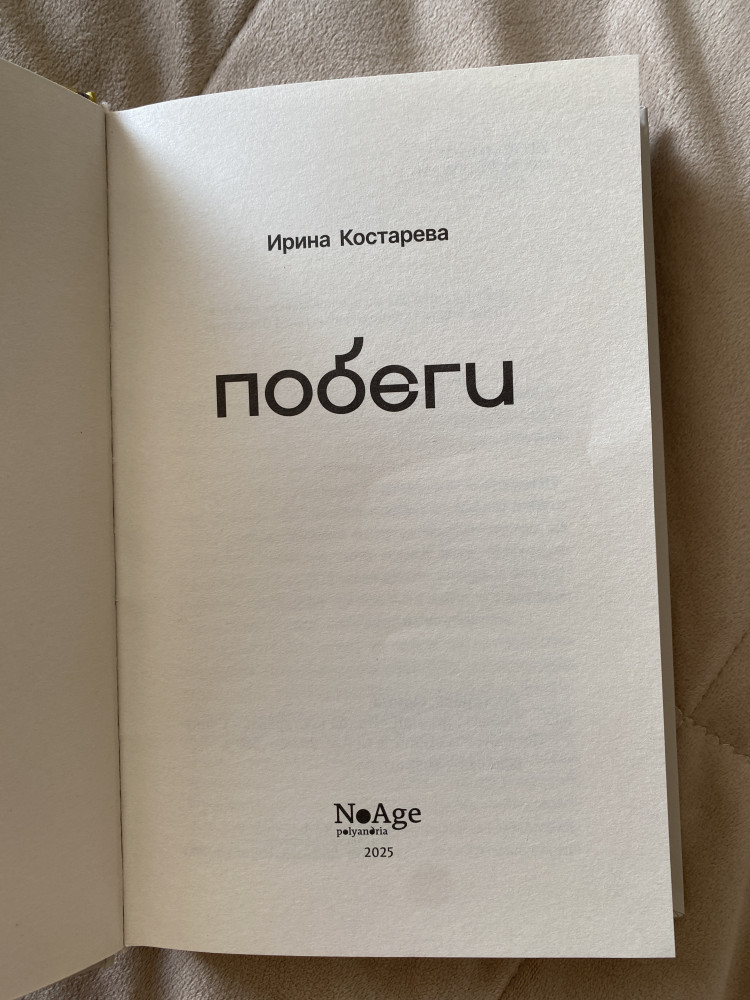 Ирина Костарева
побеги
NoAge
polyandria
2025